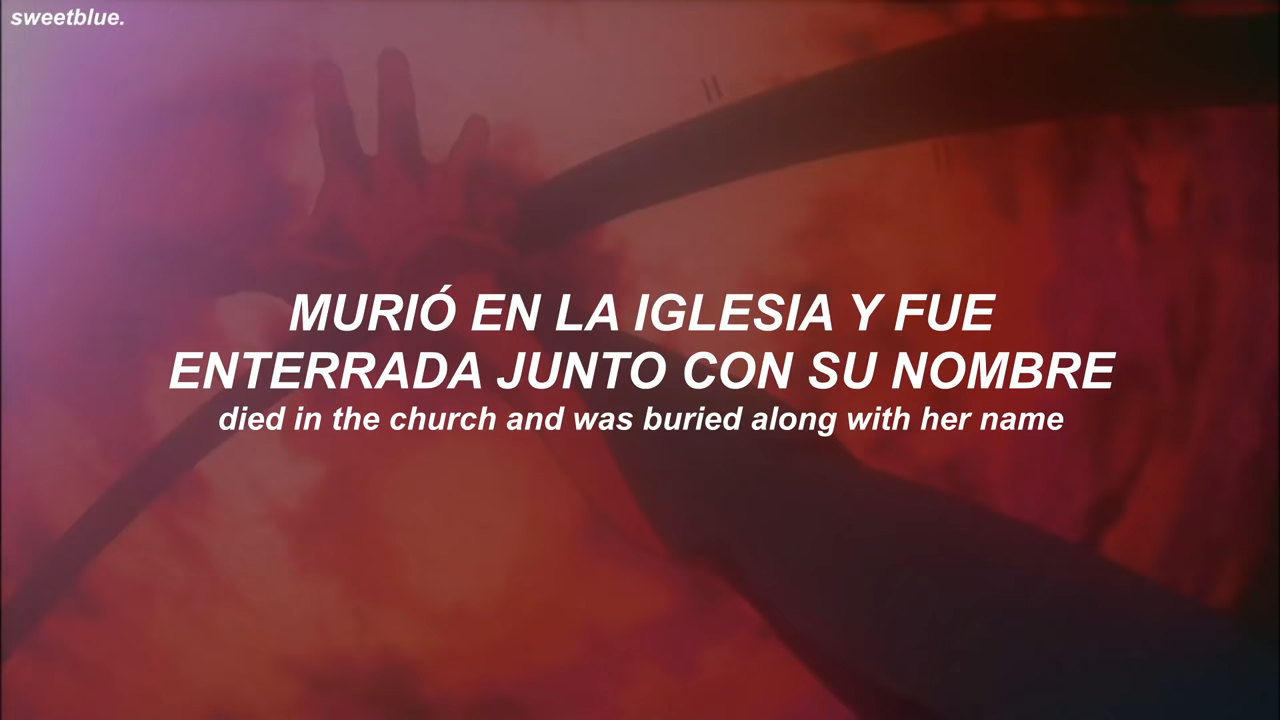 sweetblue.
MURIÓ EN LA IGLESIA Y FUE
ENTERRADA JUNTO CON SU NOMBRE
died in the church and was buried along with her name